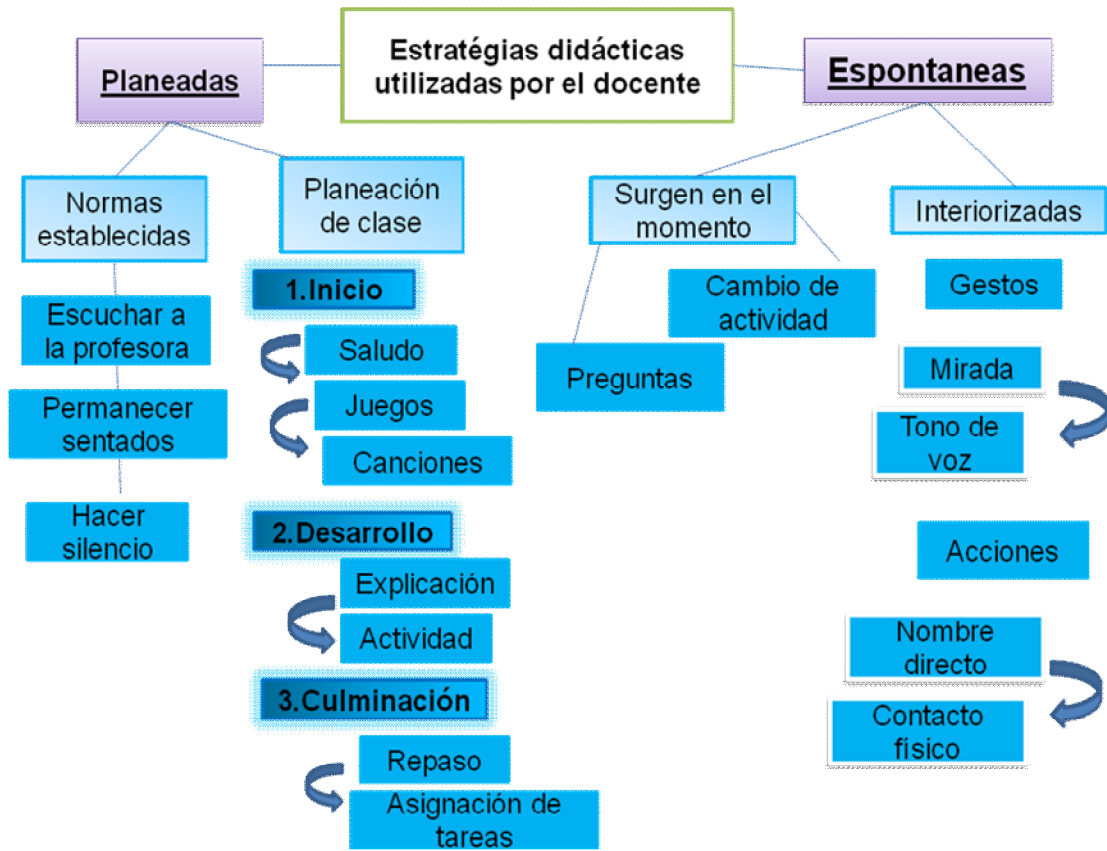 Estratégias didácticas
utilizadas por el docente
Planeadas
Normas
establecidas
Escuchar a
la profesora
Permanecer
sentados
Hacer
silencio
Planeación
de clase
1.Inicio
Saludo
Juegos
Canciones
2.Desarrollo
Explicación
Actividad
3.Culminación
Repaso
Asignación de
tareas
Espontaneas
Surgen en el
momento
Preguntas
Cambio de
actividad
Interiorizadas
Gestos
Mirada
Tono de
voz
Acciones
Nombre
directo
Contacto
físico